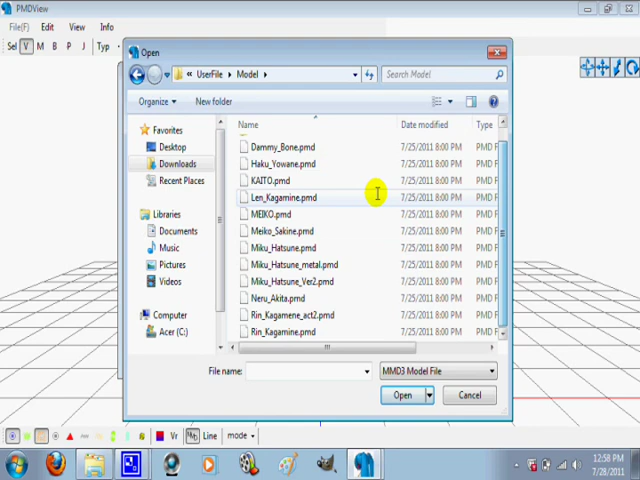 PMDView
File(F) Edit View Info
Sel V M B P J Typ
Open
« UserFile ▸ Model ▸ Search Model
Organize New folder
Name Date modified Type
Favorites
Desktop
Downloads
Recent Places
Libraries
Documents
Music
Pictures
Videos
Computer
Acer (C:)
Dammy_Bone.pmd 7/25/2011 8:00 PM PMD F
Haku_Yowane.pmd 7/25/2011 8:00 PM PMD F
KAITO.pmd 7/25/2011 8:00 PM PMD F
Len_Kagamine.pmd 7/25/2011 8:00 PM PMD F
MEIKO.pmd 7/25/2011 8:00 PM PMD F
Meiko_Sakine.pmd 7/25/2011 8:00 PM PMD F
Miku_Hatsune.pmd 7/25/2011 8:00 PM PMD F
Miku_Hatsune_metal.pmd 7/25/2011 8:00 PM PMD F
Miku_Hatsune_Ver2.pmd 7/25/2011 8:00 PM PMD F
Neru_Akita.pmd 7/25/2011 8:00 PM PMD F
Rin_Kagamene_act2.pmd 7/25/2011 8:00 PM PMD F
Rin_Kagamine.pmd 7/25/2011 8:00 PM PMD F
File name: MMD3 Model File
Open Cancel
Vr Line mode
12:58 PM
7/28/2011